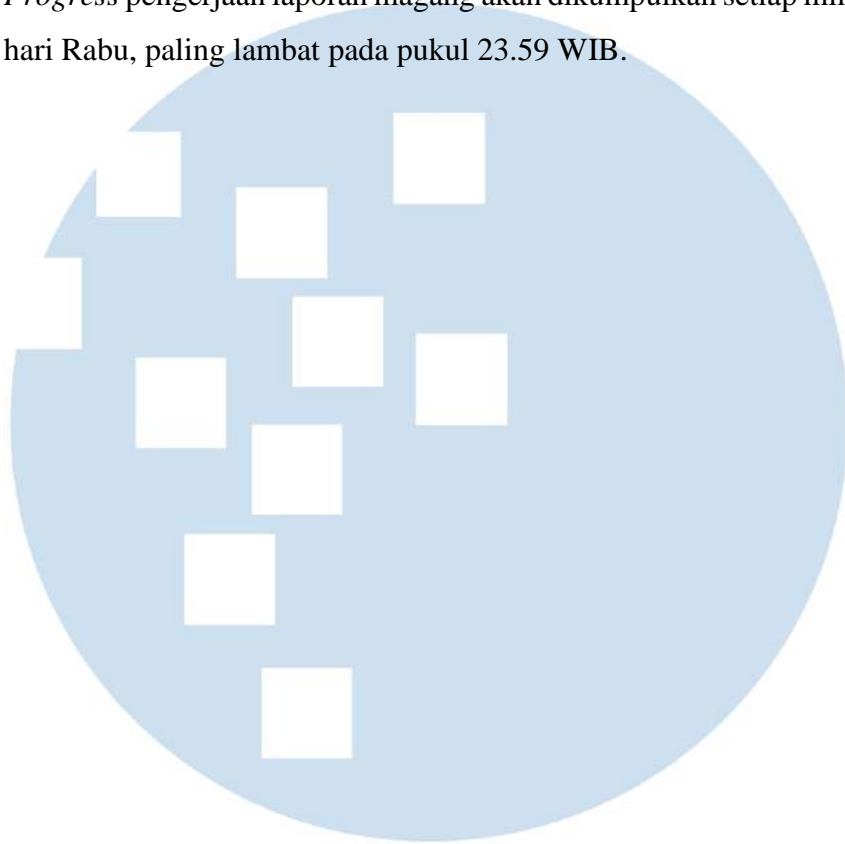 Progress pengerjaan laporan magang akan dikumpulkan setiap
hari Rabu, paling lambat pada pukul 23.59 WIB.